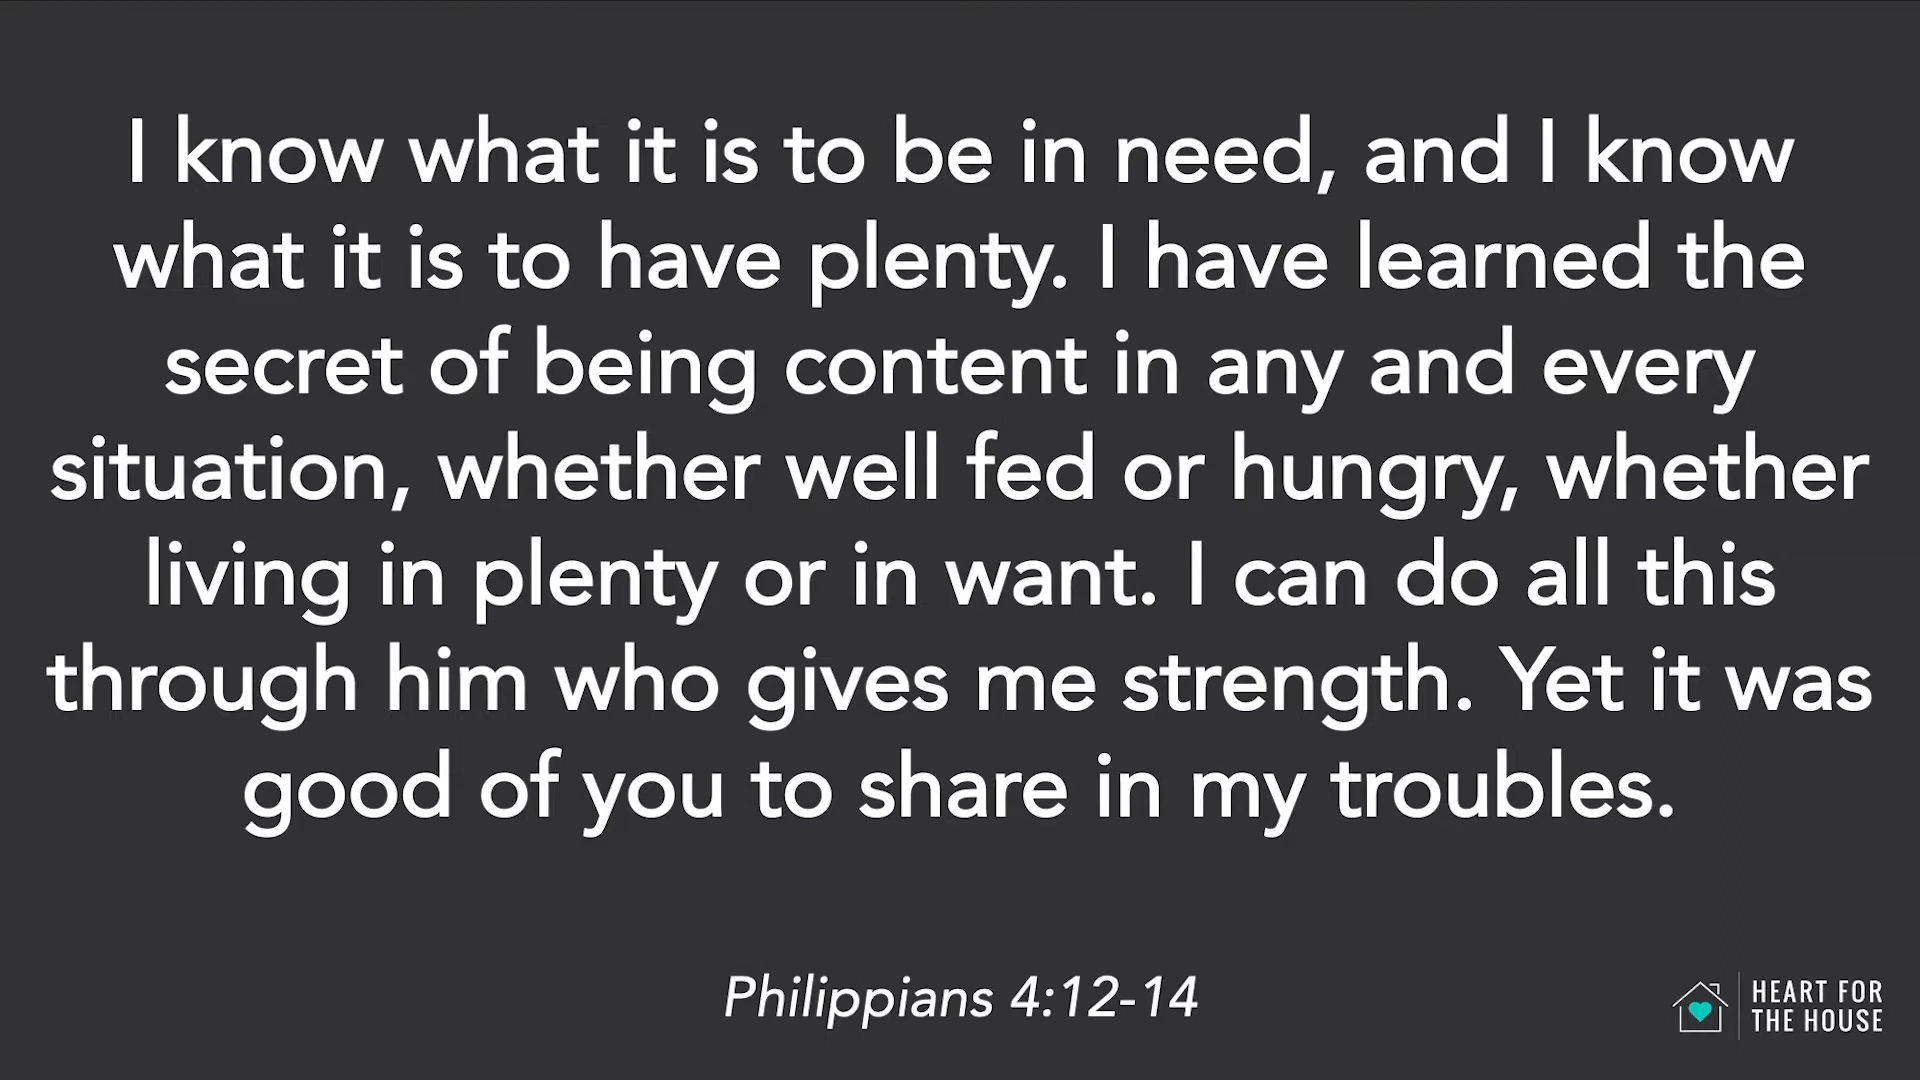 I know what it is to be in need, and I know
what it is to have plenty. I have learned the
secret of being content in any and every
situation, whether well fed or hungry, whether
living in plenty or in want. I can do all this
through him who gives me strength. Yet it was
good of you to share in my troubles.
Philippians 4:12-14
HEART FOR
THE HOUSE